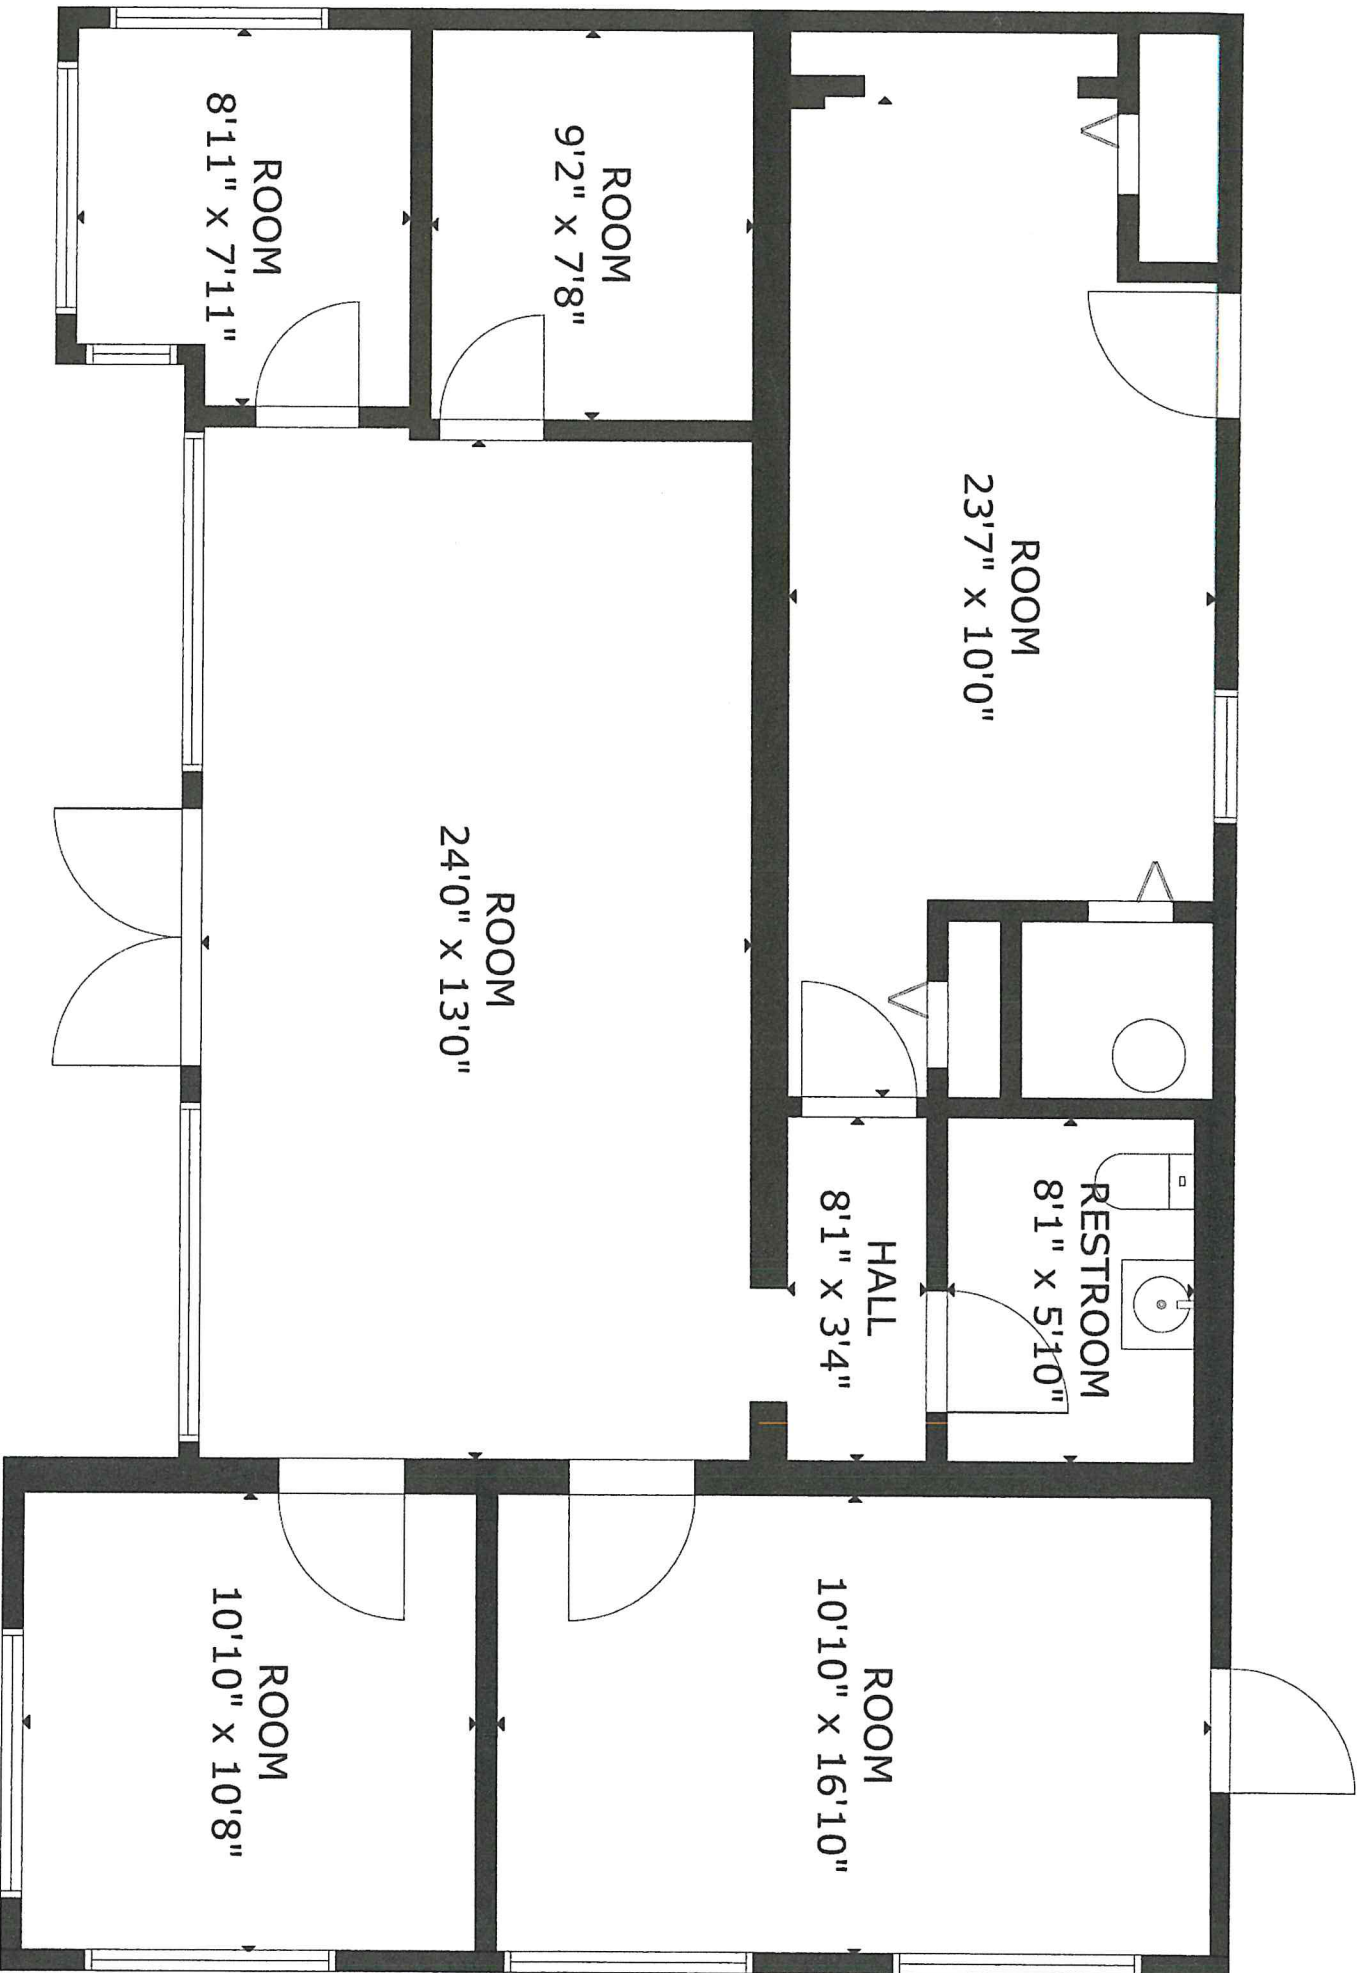 ROOM
23'7" x 10'0"
RESTROOM
8'1" x 5'10"
HALL
8'1" x 3'4"
ROOM
10'10" x 16'10"
ROOM
9'2" x 7'8"
ROOM
8'11" x 7'11"
ROOM
24'0" x 13'0"
ROOM
10'10" x 10'8"